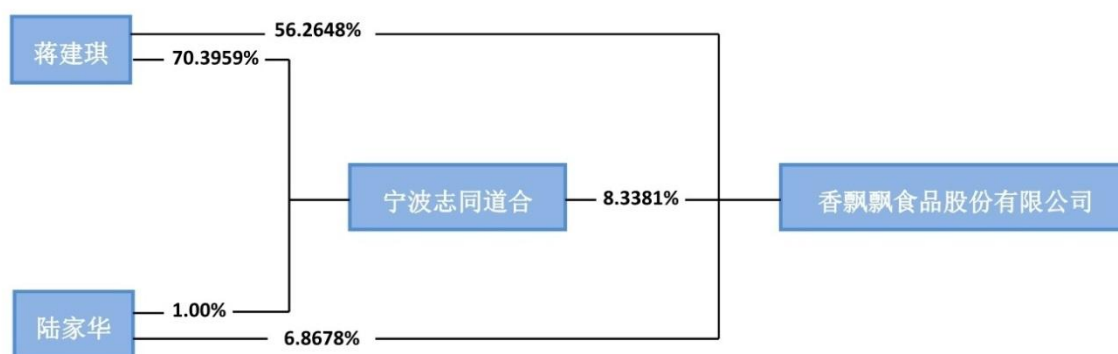 56.2648%
蒋建琪
70.3959%
宁波志同道合
8.3381%
香飘飘食品股份有限公司
1.00%
陆家华
6.8678%